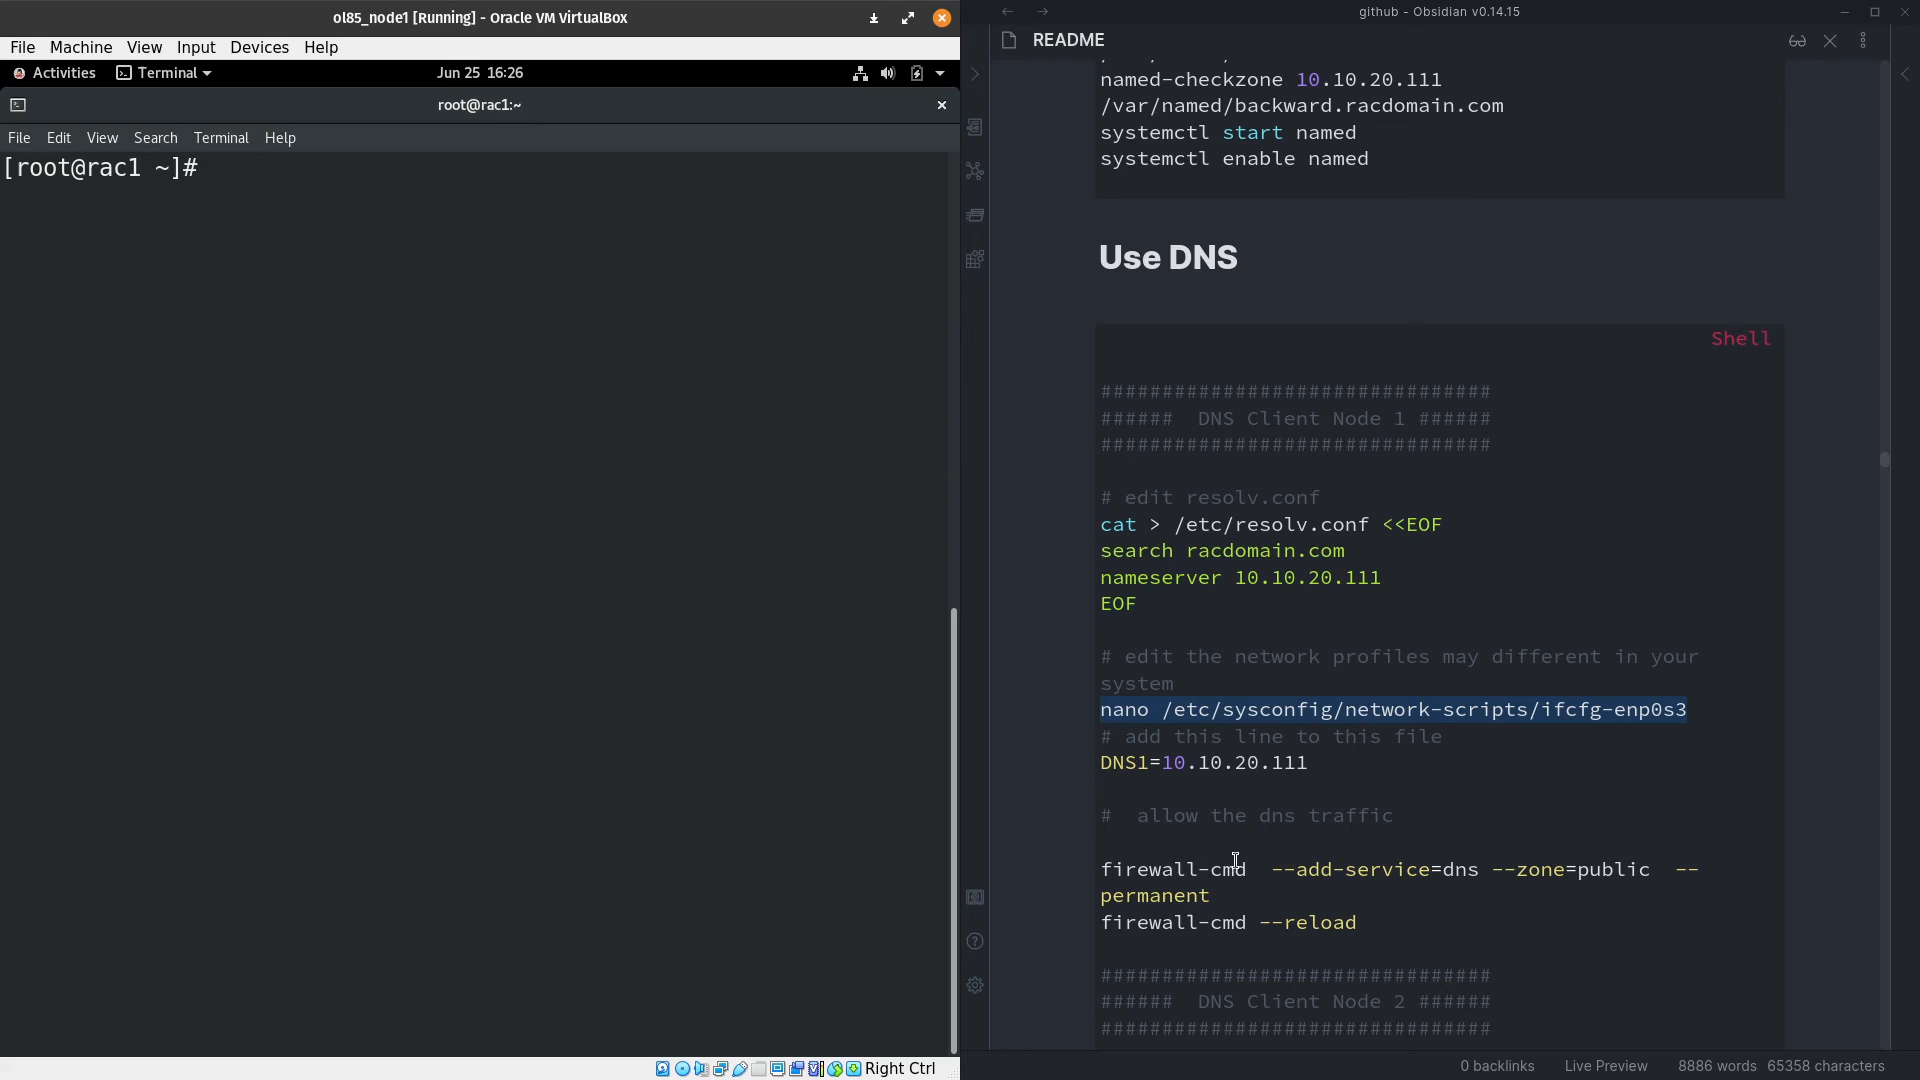 ol85_node1 [Running] - Oracle VM VirtualBox
File Machine View Input Devices Help
Activities Terminal Jun 25 16:26
root@rac1:~
File Edit View Search Terminal Help
[root@rac1 ~]#
Right Ctrl
github - Obsidian v0.14.15
README
named-checkzone 10.10.20.111
/var/named/backward.racdomain.com
systemctl start named
systemctl enable named
Use DNS
Shell
################################
###### DNS Client Node 1 ######
################################
# edit resolv.conf
cat > /etc/resolv.conf <<EOF
search racdomain.com
nameserver 10.10.20.111
EOF
# edit the network profiles may different in your
system
nano /etc/sysconfig/network-scripts/ifcfg-enp0s3
# add this line to this file
DNS1=10.10.20.111
# allow the dns traffic
firewall-cmd --add-service=dns --zone=public --
permanent
firewall-cmd --reload
################################
###### DNS Client Node 2 ######
################################
0 backlinks Live Preview 8886 words 65358 characters